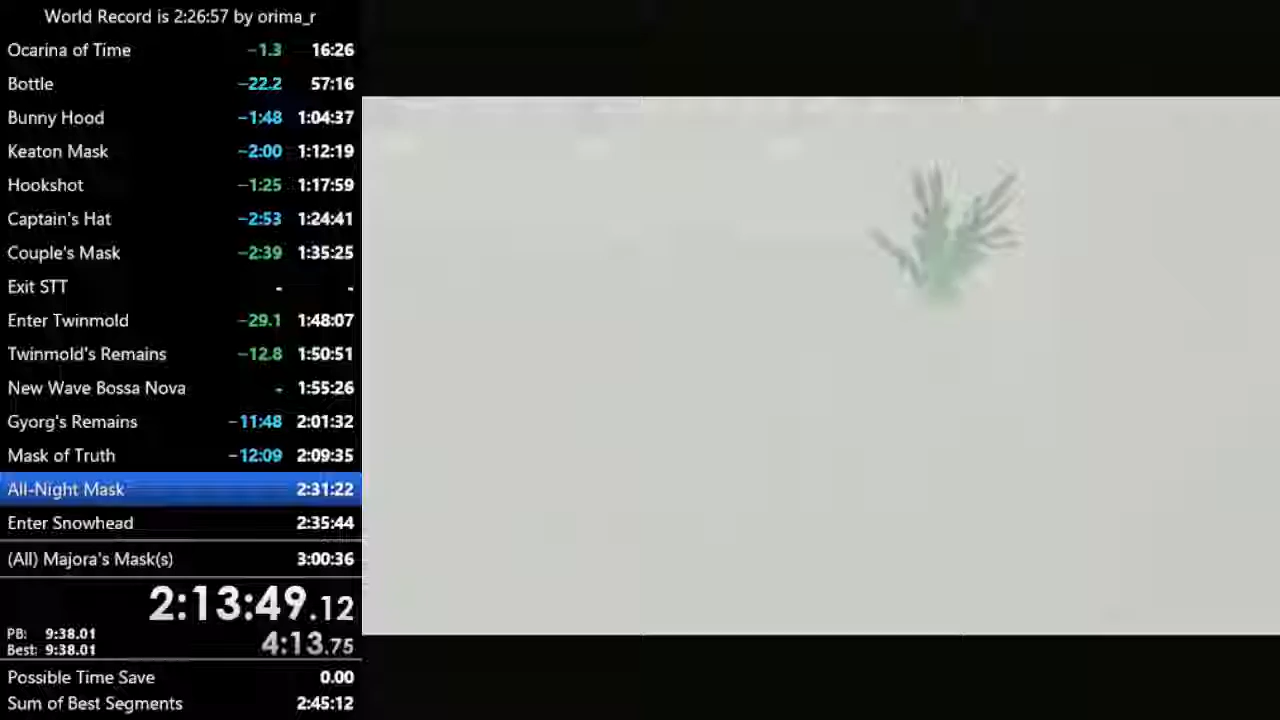 World Record is 2:26:57 by orima_r
Ocarina of Time −1.3 16:26
Bottle −22.2 57:16
Bunny Hood −1:48 1:04:37
Keaton Mask −2:00 1:12:19
Hookshot −1:25 1:17:59
Captain's Hat −2:53 1:24:41
Couple's Mask −2:39 1:35:25
Exit STT - -
Enter Twinmold −29.1 1:48:07
Twinmold's Remains −12.8 1:50:51
New Wave Bossa Nova - 1:55:26
Gyorg's Remains −11:48 2:01:32
Mask of Truth −12:09 2:09:35
All-Night Mask 2:31:22
Enter Snowhead 2:35:44
(All) Majora's Mask(s) 3:00:36
2:13:49.12
PB: 9:38.01
Best: 9:38.01
4:13.75
Possible Time Save 0.00
Sum of Best Segments 2:45:12